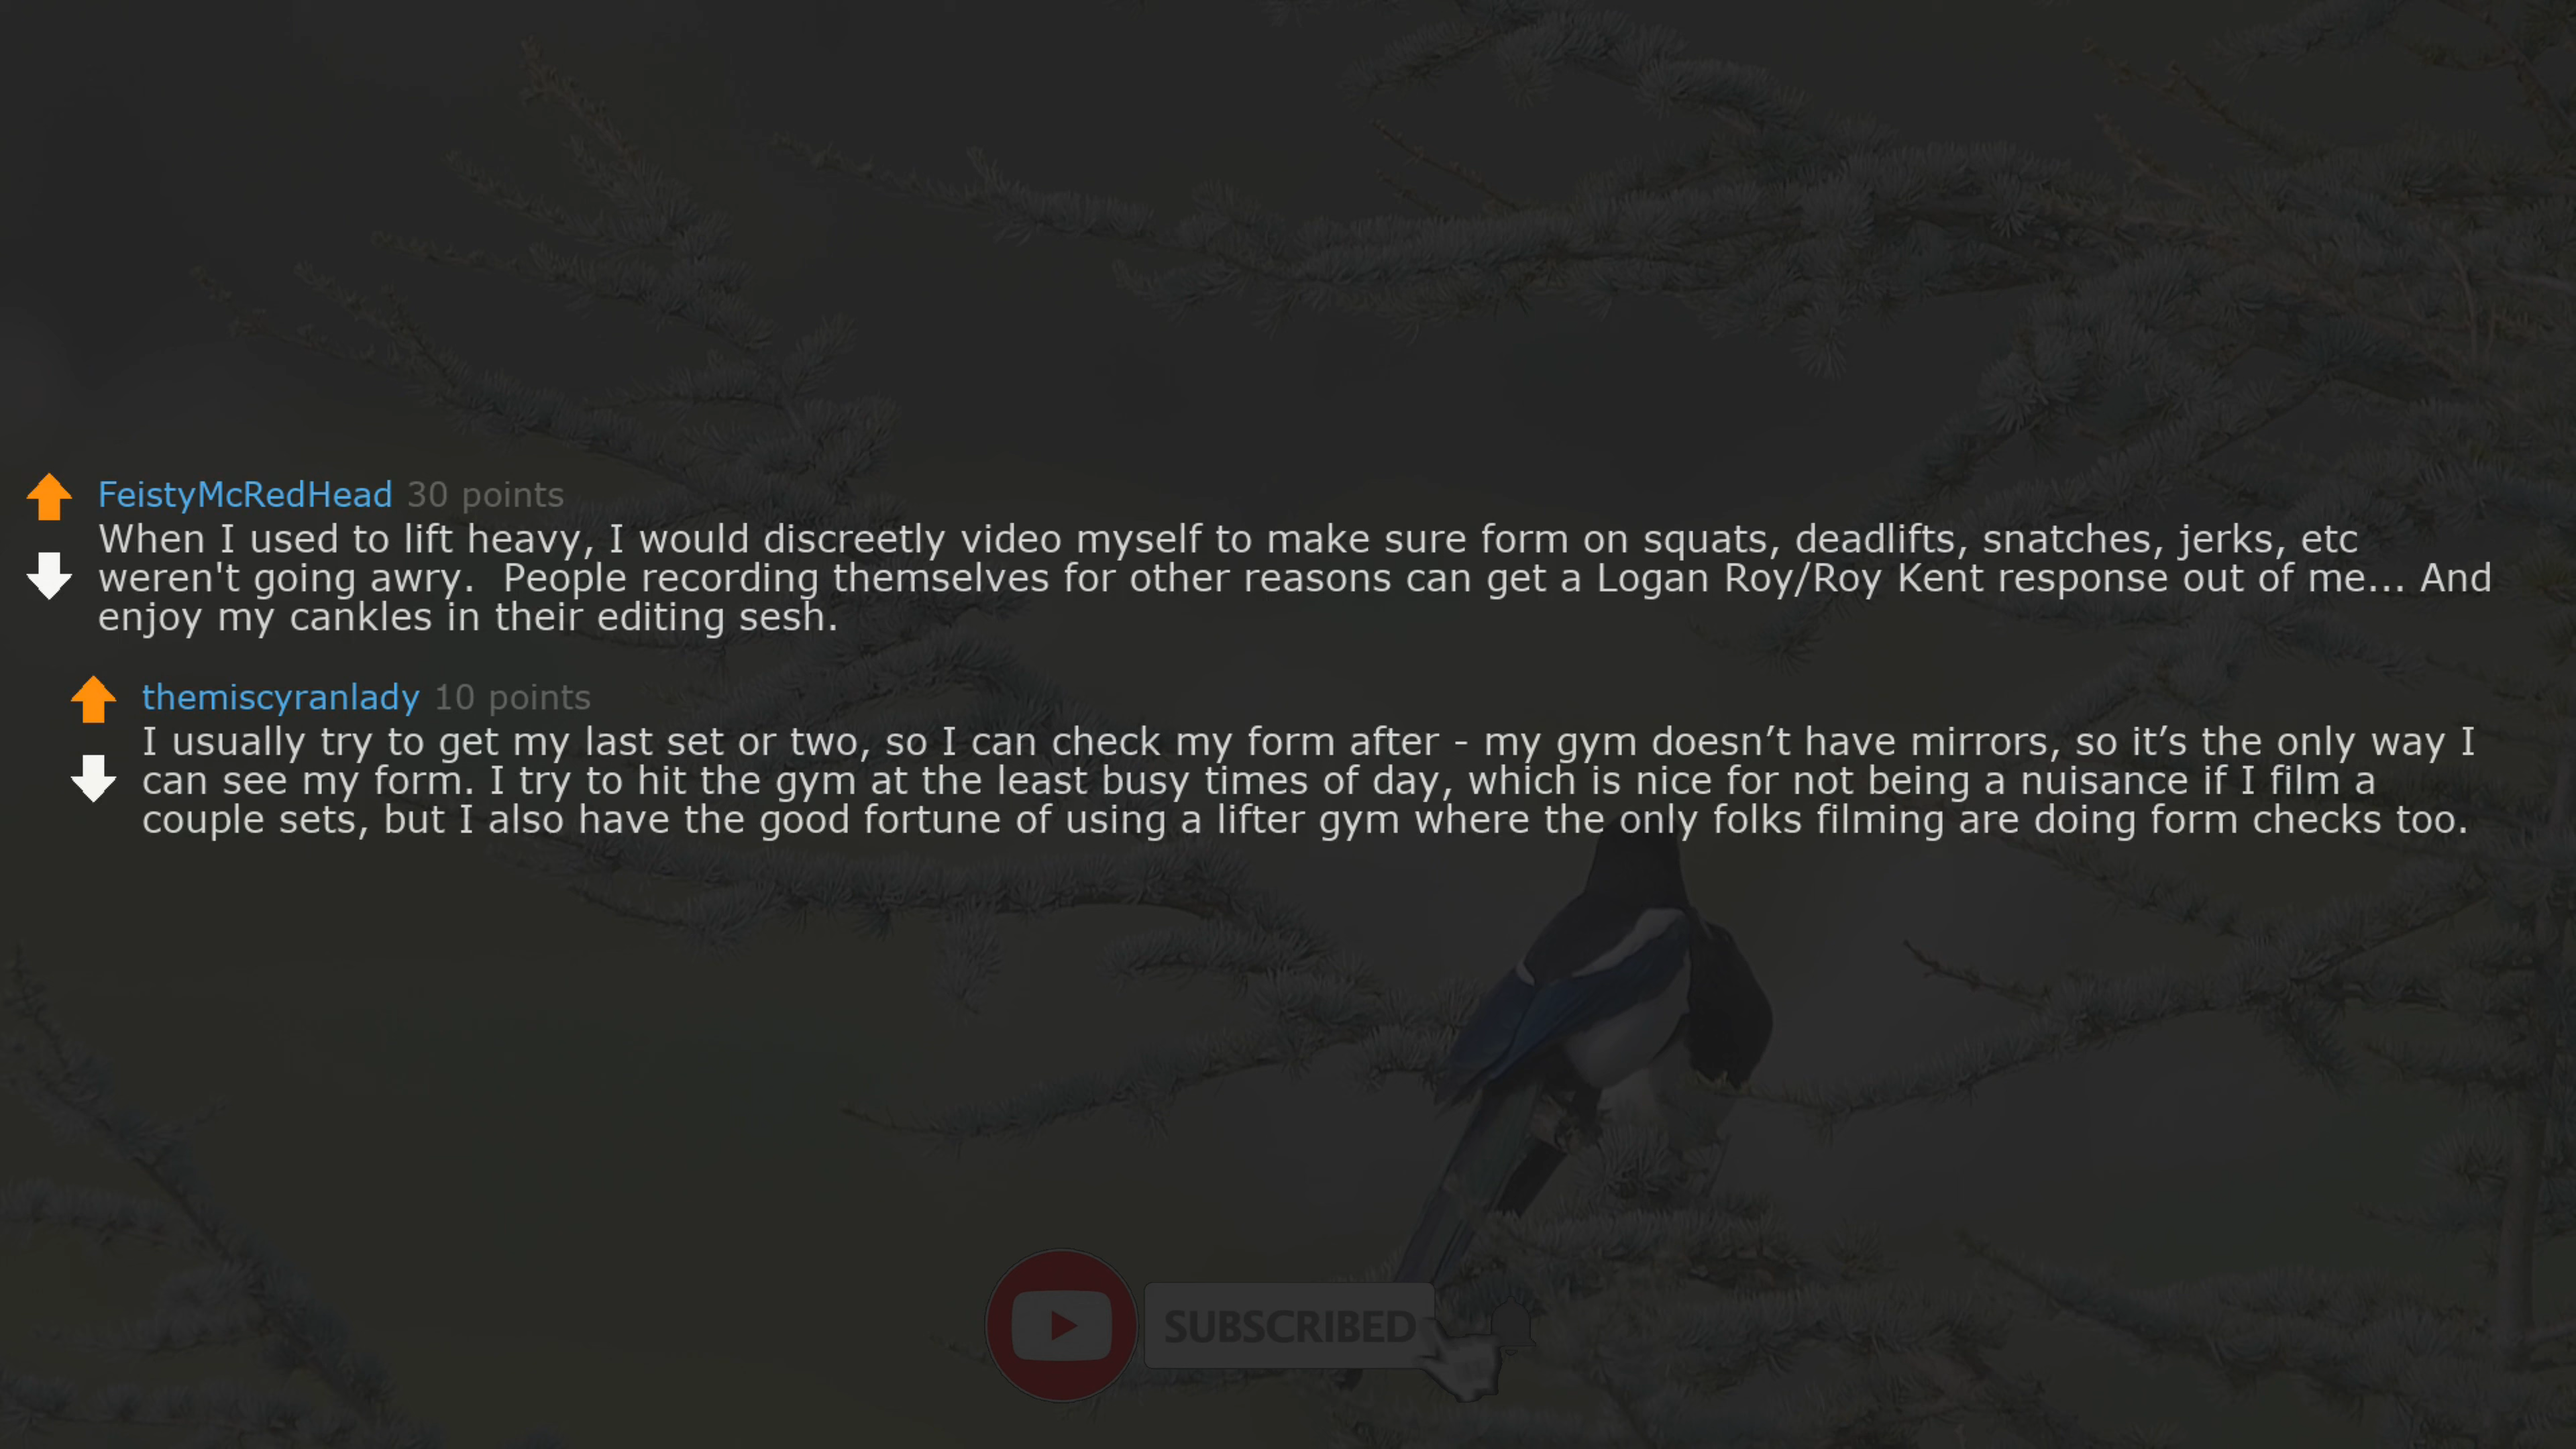 FeistyMcRedHead 30 points
When I used to lift heavy, I would discreetly video myself to make sure form on squats, deadlifts, snatches, jerks, etc
weren't going awry.  People recording themselves for other reasons can get a Logan Roy/Roy Kent response out of me... And
enjoy my cankles in their editing sesh.
themiscyranlady 10 points
I usually try to get my last set or two, so I can check my form after - my gym doesn’t have mirrors, so it’s the only way I
can see my form. I try to hit the gym at the least busy times of day, which is nice for not being a nuisance if I film a
couple sets, but I also have the good fortune of using a lifter gym where the only folks filming are doing form checks too.
SUBSCRIBED